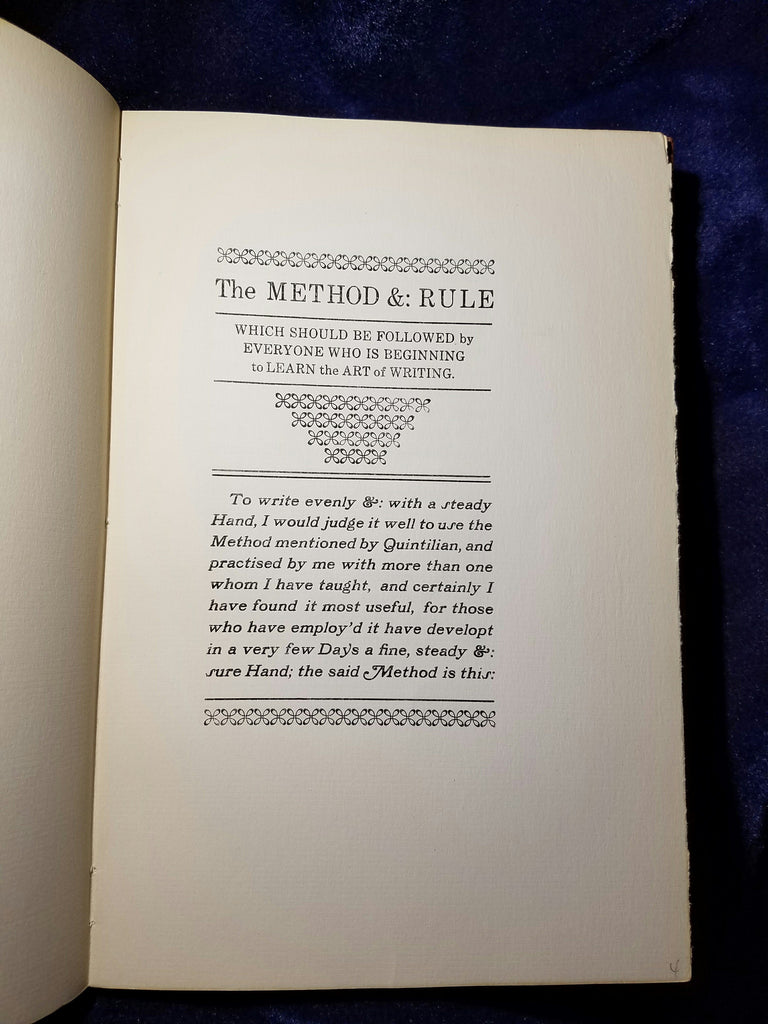 The METHOD &: RULE
WHICH SHOULD BE FOLLOWED by
EVERYONE WHO IS BEGINNING
to LEARN the ART of WRITING.
To write evenly &: with a steady
Hand, I would judge it well to use the
Method mentioned by Quintilian, and
practised by me with more than one
whom I have taught, and certainly I
have found it most useful, for those
who have employ'd it have developt
in a very few Day's a fine, steady &:
sure Hand; the said Method is this:
4